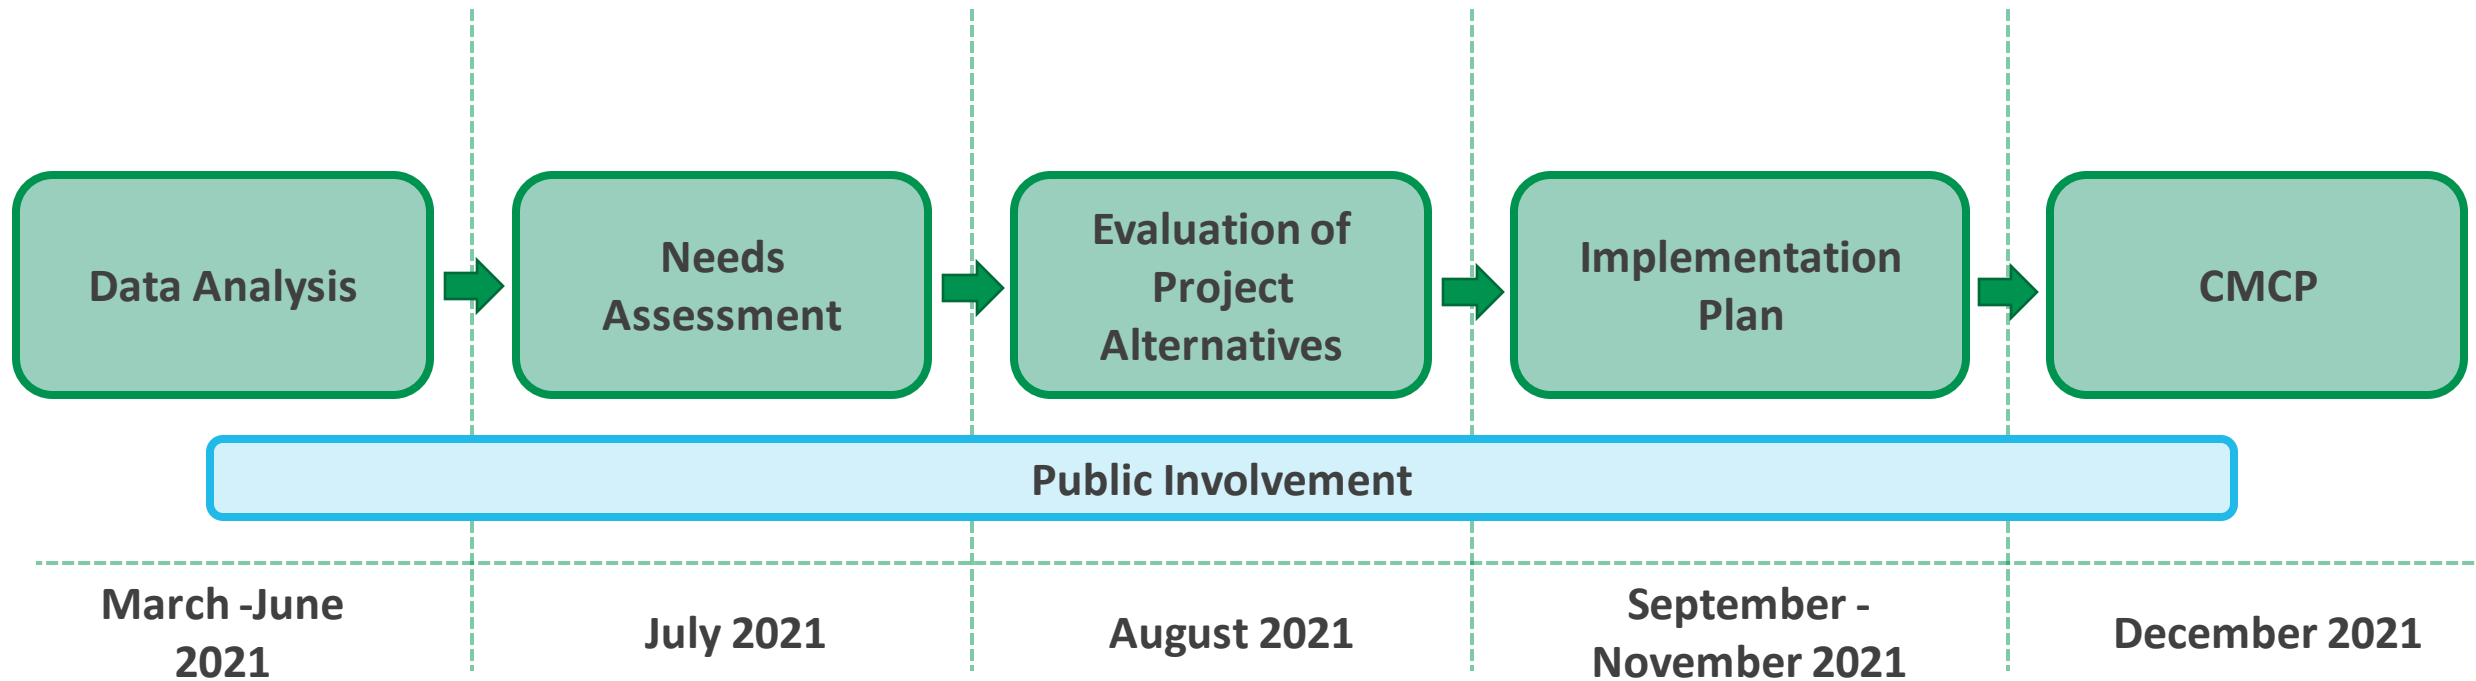 Data Analysis
Needs
Assessment
Evaluation of
Project
Alternatives
Implementation
Plan
CMCP
Public Involvement
March -June
2021
July 2021
August 2021
September -
November 2021
December 2021